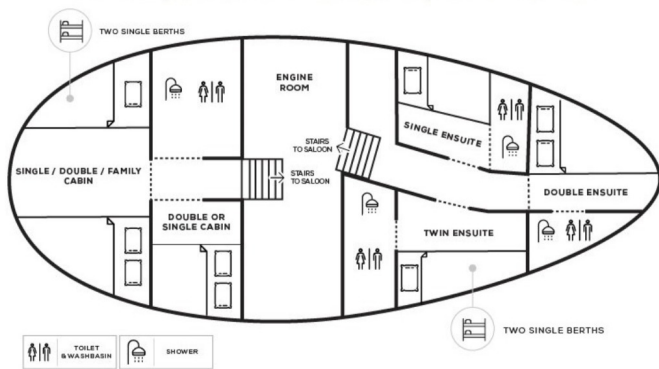 TWO SINGLE BERTHS
ENGINE
ROOM
STAIRS
TO SALOON
SINGLE ENSUITE
SINGLE / DOUBLE / FAMILY
CABIN
STAIRS
TO SALOON
DOUBLE ENSUITE
DOUBLE OR
SINGLE CABIN
TWIN ENSUITE
TWO SINGLE BERTHS
TOILET
& WASHBASIN
SHOWER